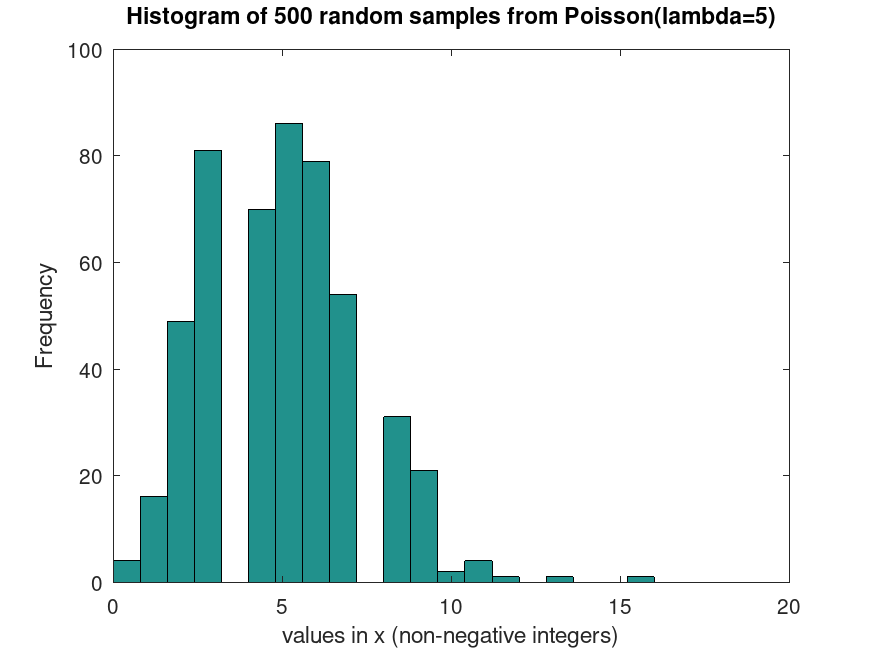 Histogram of 500 random samples from Poisson(lambda=5)
100
80
60
40
20
0
Frequency
0 5 10 15 20
values in x (non-negative integers)